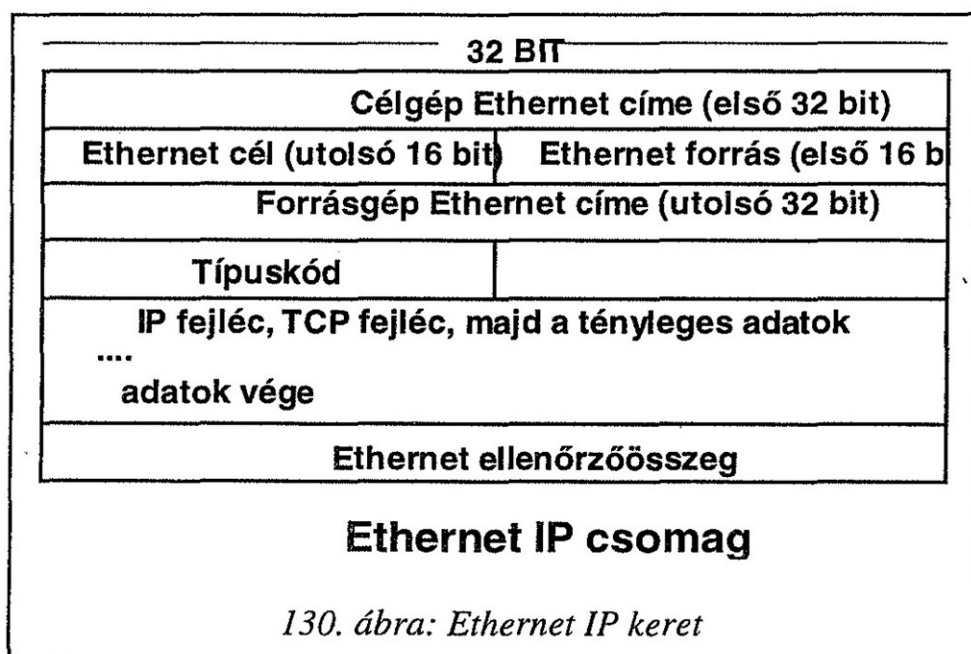 32 BIT
Célgép Ethernet címe (első 32 bit)
Ethernet cél (utolsó 16 bit) Ethernet forrás (első 16 b
Forrásgép Ethernet címe (utolsó 32 bit)
Típuskód
IP fejléc, TCP fejléc, majd a tényleges adatok
....
adatok vége
Ethernet ellenőrzőösszeg
Ethernet IP csomag
130. ábra: Ethernet IP keret